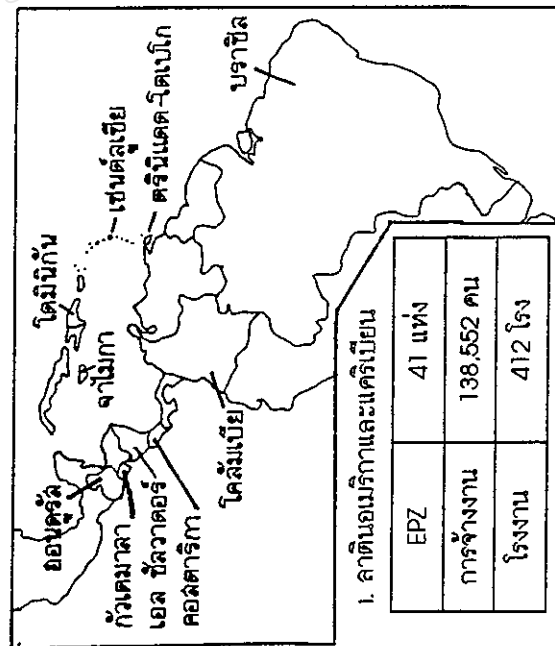 ฮอนดูรัส
กัวเตมาลา
เอล ซัลวาดอร์
คอสตาริกา
โคลัมเบีย
จาไมกา
โดมินิกัน
เซนต์ลูเซีย
ตรินิแดด-โตเบโก
บราซิล
1. ลาตินอเมริกาและแคริเบียน
EPZ 41 แห่ง
การจ้างงาน 138,552 คน
โรงงาน 412 โรง